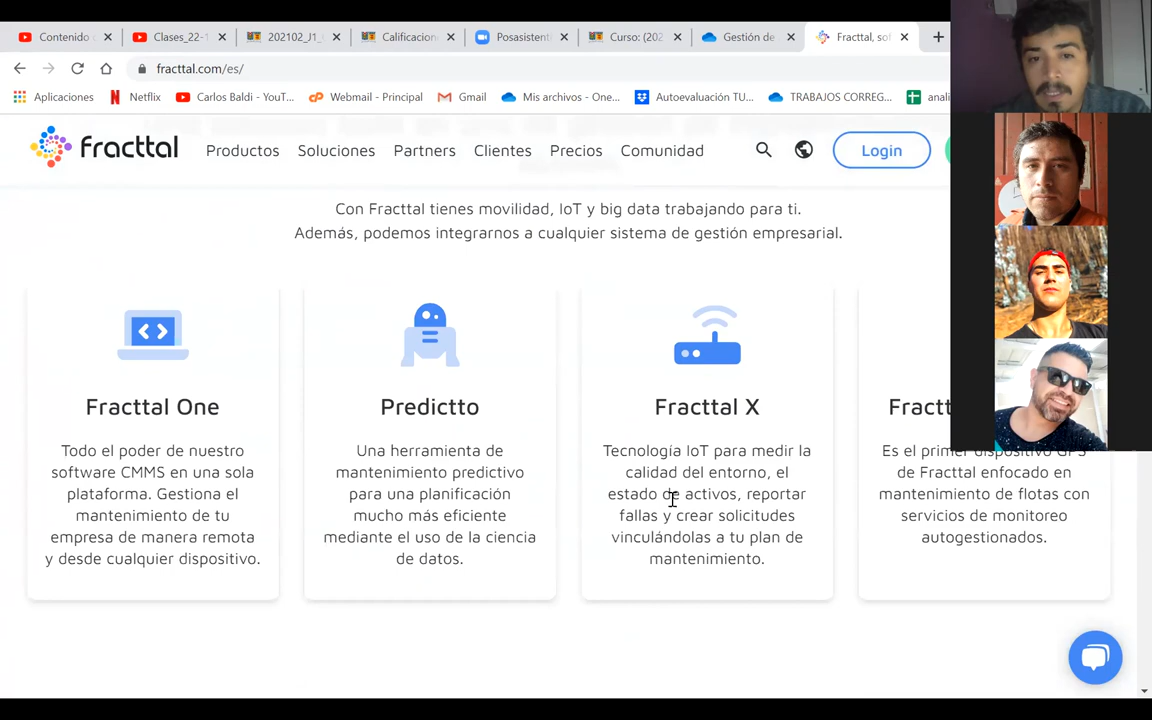 Contenido
Clases_22-1
202102_J1_
Calificacion
Posasistent
Curso: (202
Gestión de
Fracttal, sof
fracttal.com/es/
Aplicaciones
Netflix
Carlos Baldi - YouT...
Webmail - Principal
Gmail
Mis archivos - One...
Autoevaluación TU...
TRABAJOS CORREG...
anali
fracttal
Productos
Soluciones
Partners
Clientes
Precios
Comunidad
Login
Con Fracttal tienes movilidad, IoT y big data trabajando para ti.
Además, podemos integrarnos a cualquier sistema de gestión empresarial.
Fracttal One
Todo el poder de nuestro
software CMMS en una sola
plataforma. Gestiona el
mantenimiento de tu
empresa de manera remota
y desde cualquier dispositivo.
Predictto
Una herramienta de
mantenimiento predictivo
para una planificación
mucho más eficiente
mediante el uso de la ciencia
de datos.
Fracttal X
Tecnología IoT para medir la
calidad del entorno, el
estado de activos, reportar
fallas y crear solicitudes
vinculándolas a tu plan de
mantenimiento.
Fractt
Es el primer dispositivo GPS
de Fracttal enfocado en
mantenimiento de flotas con
servicios de monitoreo
autogestionados.